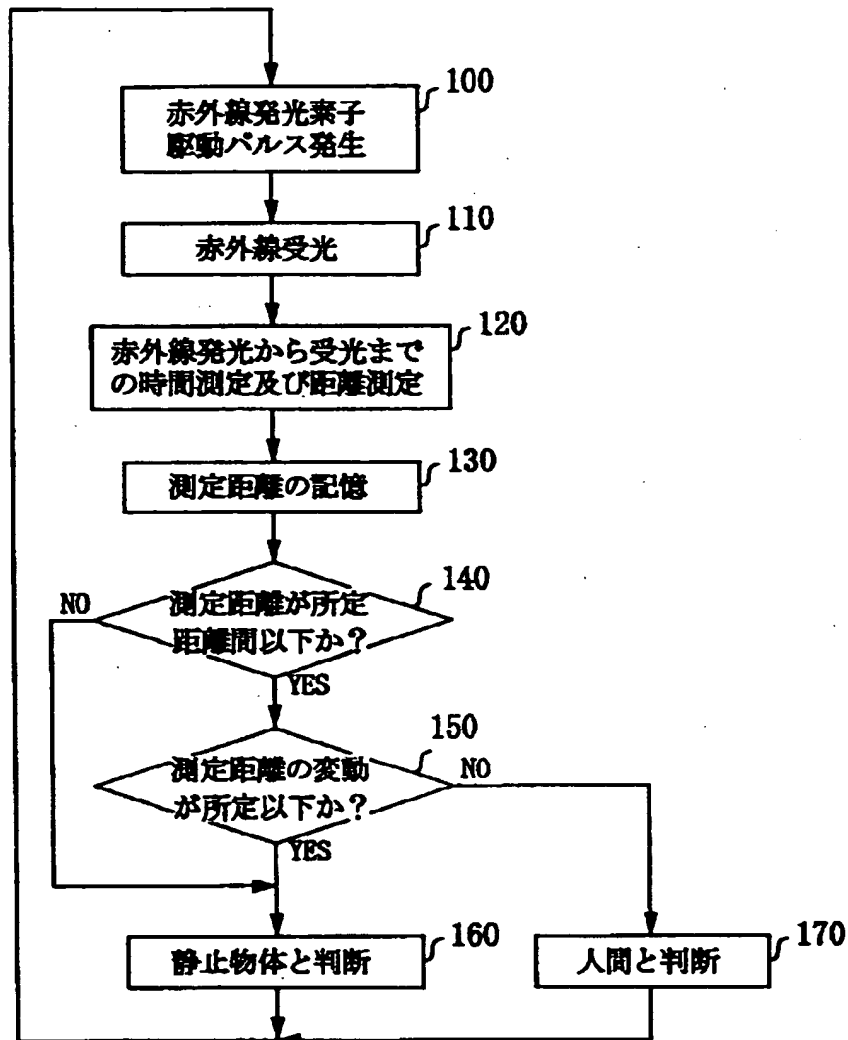 100
赤外線発光素子
駆動パルス発生
110
赤外線受光
120
赤外線発光から受光まで
の時間測定及び距離測定
130
測定距離の記憶
140
測定距離が所定
距離間以下か？
NO
YES
150
測定距離の変動
が所定以下か？
NO
YES
160
静止物体と判断
170
人間と判断